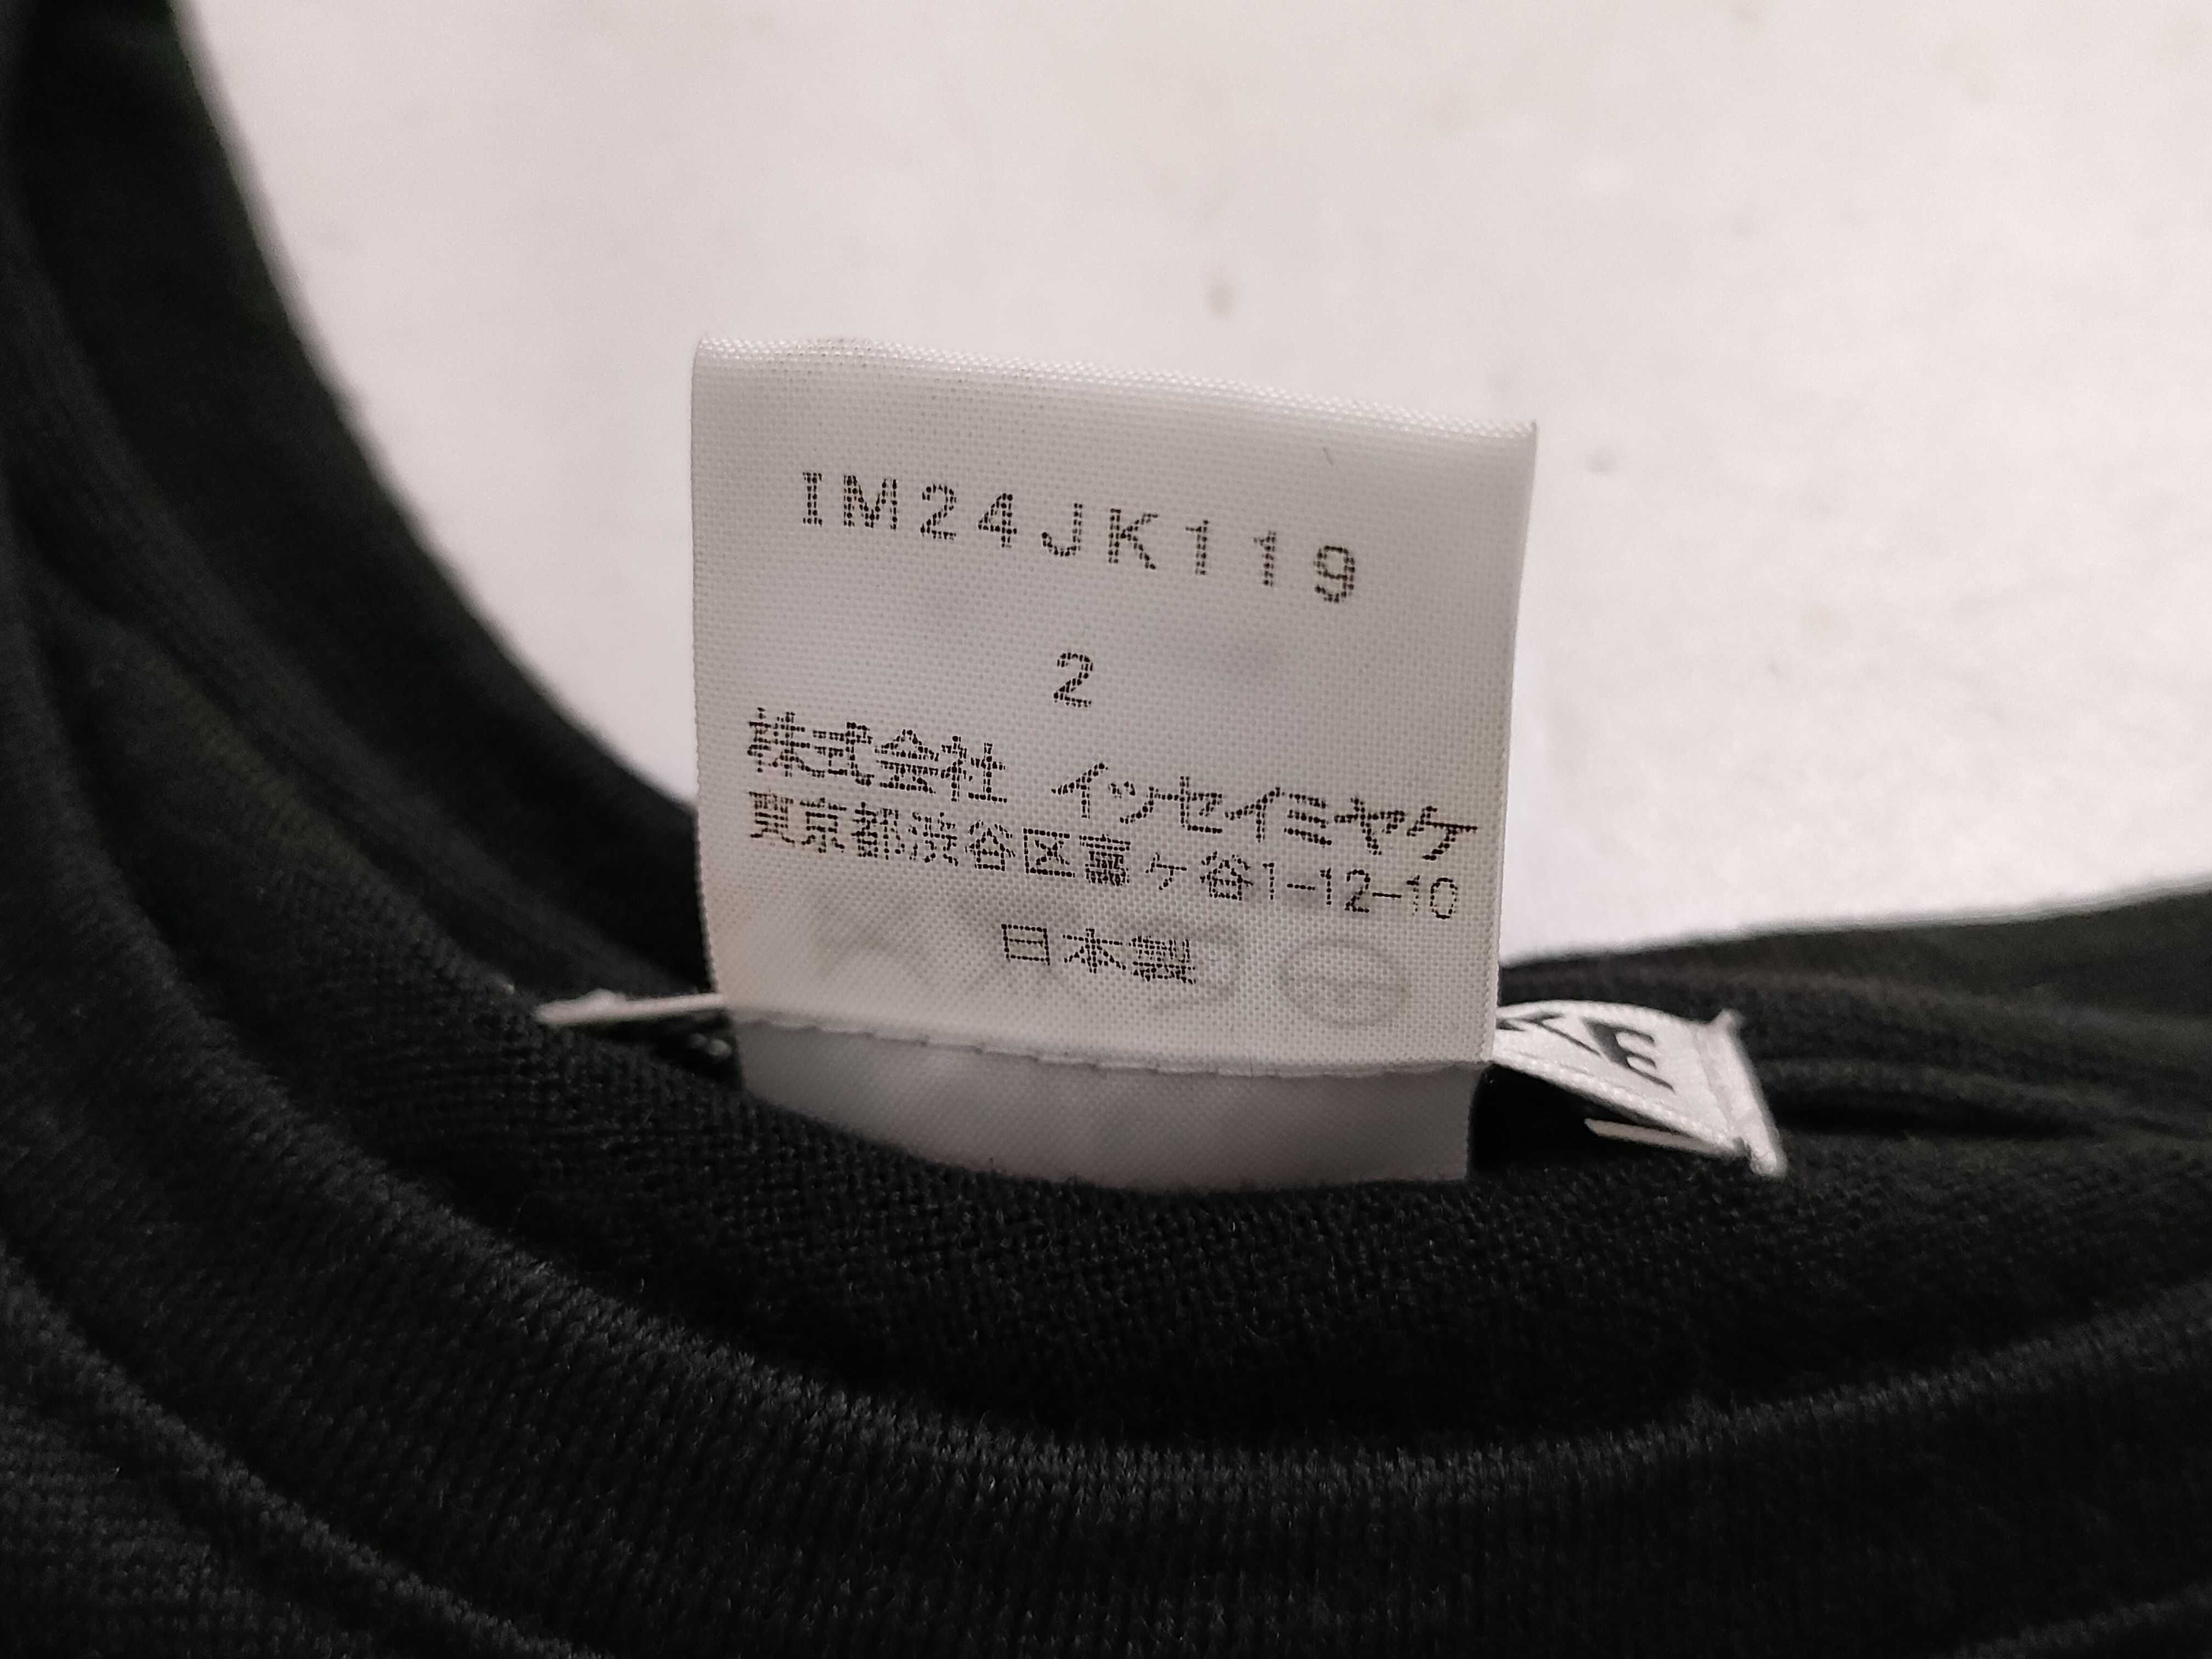 IM24JK119
2
株式会社 イッセイミヤケ
東京都渋谷区富ヶ谷1-12-10
日本製
KE